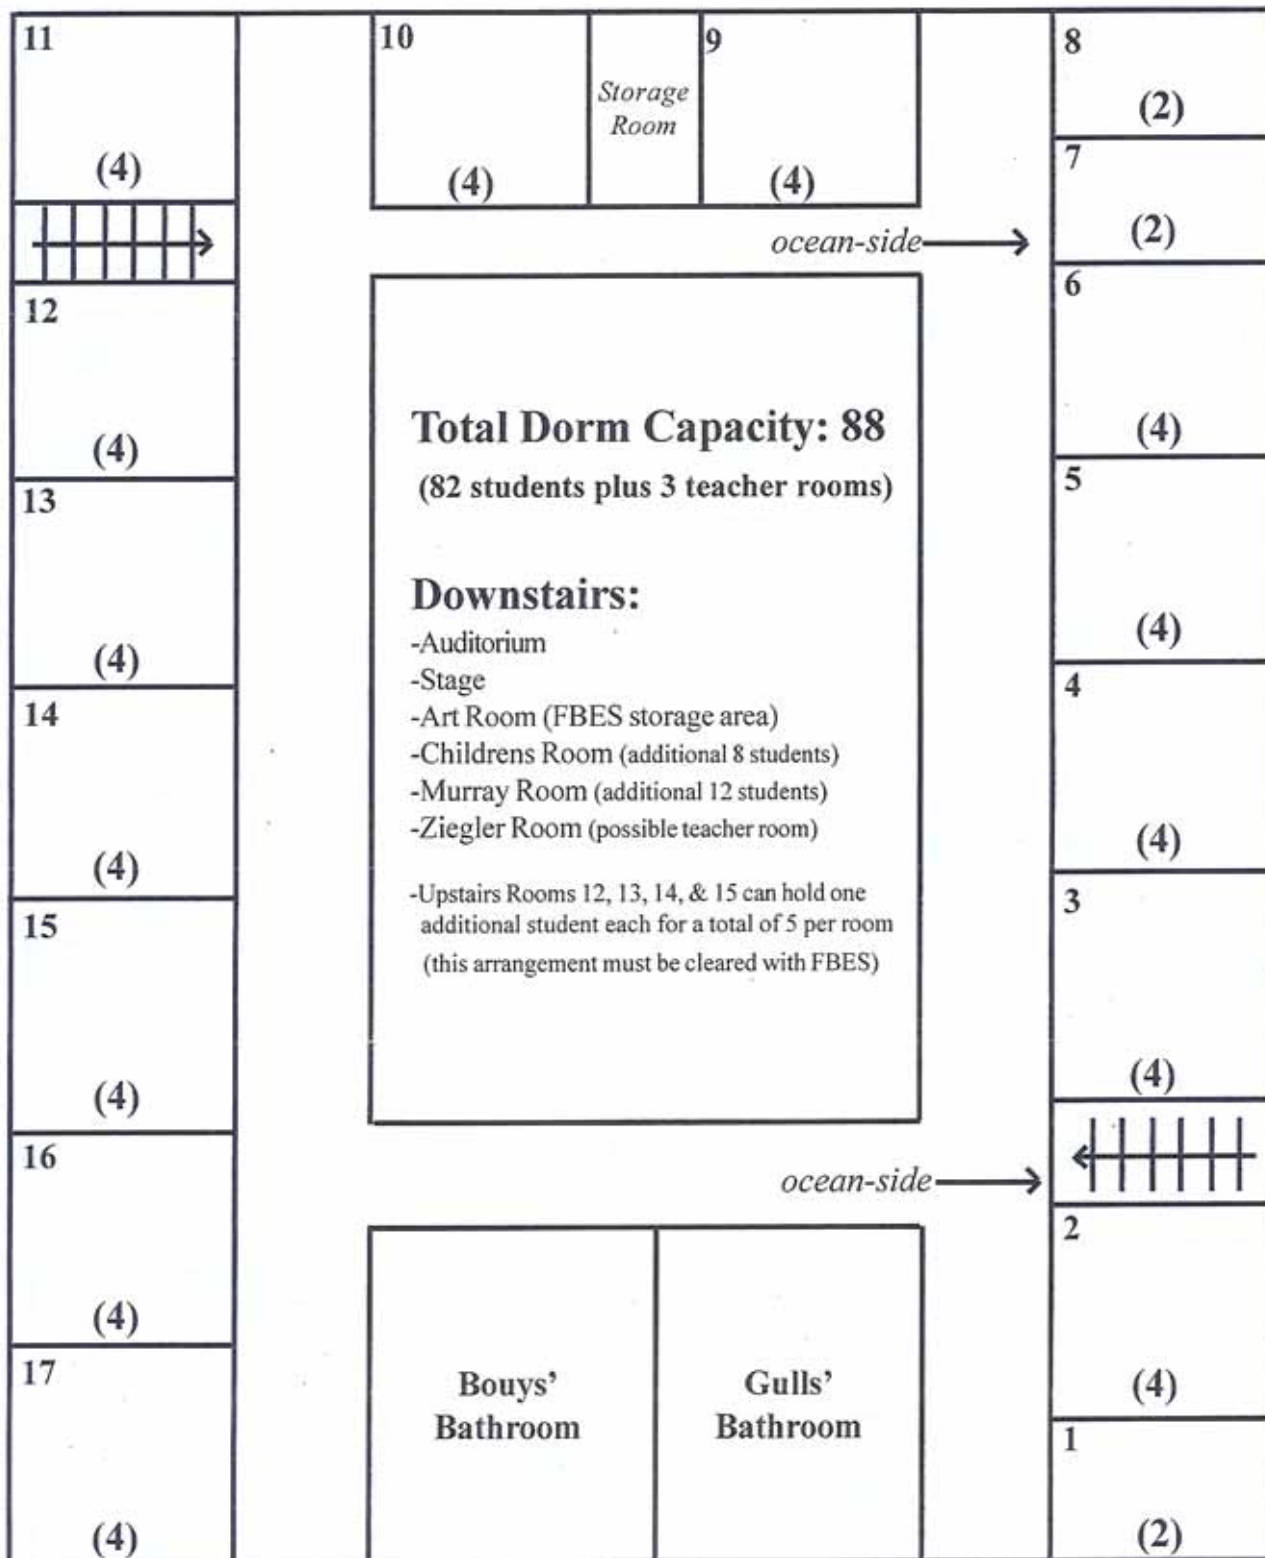 11
(4)
12
(4)
13
(4)
14
(4)
15
(4)
16
(4)
17
(4)
10
(4)
Storage
Room
9
(4)
ocean-side
Total Dorm Capacity: 88
(82 students plus 3 teacher rooms)
Downstairs:
-Auditorium
-Stage
-Art Room (FBES storage area)
-Childrens Room (additional 8 students)
-Murray Room (additional 12 students)
-Ziegler Room (possible teacher room)
-Upstairs Rooms 12, 13, 14, & 15 can hold one
additional student each for a total of 5 per room
(this arrangement must be cleared with FBES)
ocean-side
Bouys'
Bathroom
Gulls'
Bathroom
8
(2)
7
(2)
6
(4)
5
(4)
4
(4)
3
(4)
2
(4)
1
(2)